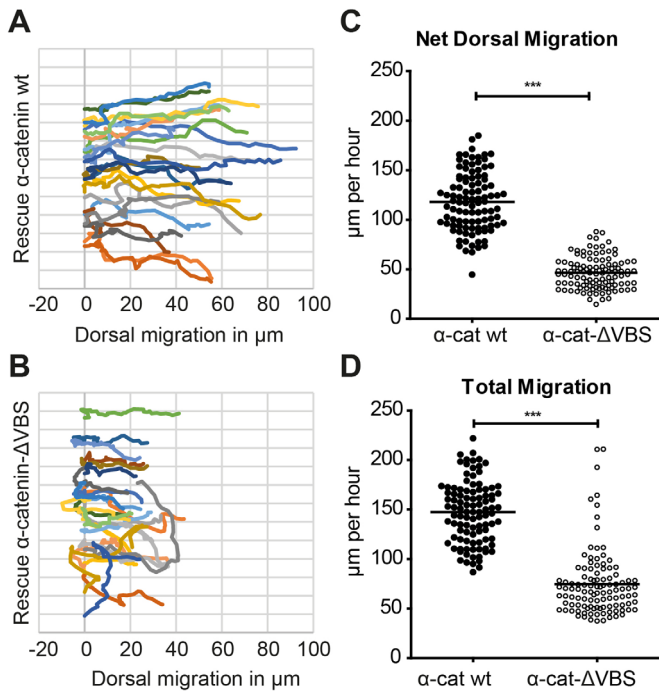 A
Rescue α-catenin wt
-20 0 20 40 60 80 100
Dorsal migration in µm
C
Net Dorsal Migration
***
µm per hour
250
200
150
100
50
0
α-cat wt α-cat-ΔVBS
B
Rescue α-catenin-ΔVBS
-20 0 20 40 60 80 100
Dorsal migration in µm
D
Total Migration
***
µm per hour
250
200
150
100
50
0
α-cat wt α-cat-ΔVBS